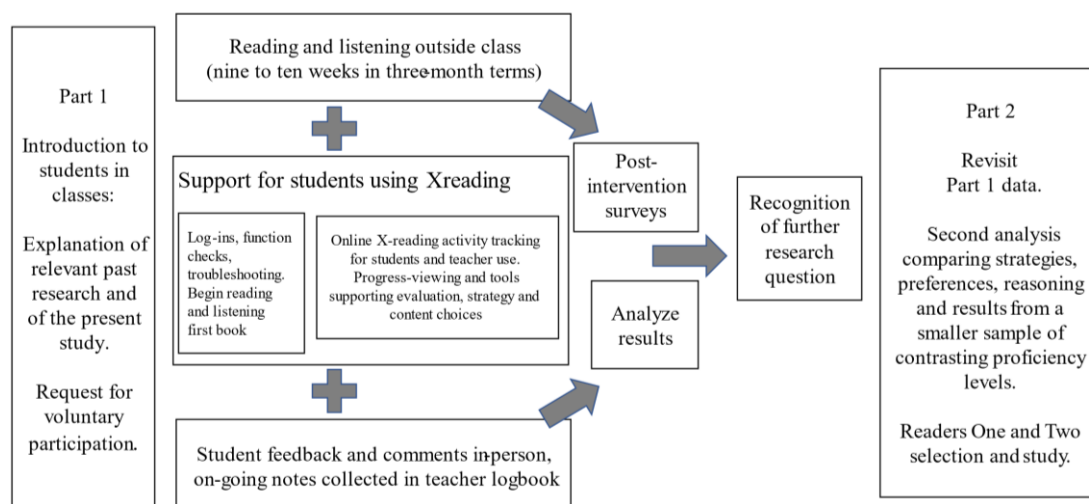 Part 1
Introduction to
students in
classes:
Explanation of
relevant past
research and
of the present
study.
Request for
voluntary
participation.
Reading and listening outside class
(nine to ten weeks in three-month terms)
Support for students using Xreading
Log-ins, function
checks,
troubleshooting.
Begin reading
and listening
first book
Online X-reading activity tracking
for students and teacher use.
Progress-viewing and tools
supporting evaluation, strategy and
content choices
Student feedback and comments in-person,
on-going notes collected in teacher logbook
Post-
intervention
surveys
Analyze
results
Recognition
of further
research
question
Part 2
Revisit
Part 1 data.
Second analysis
comparing strategies,
preferences, reasoning
and results from a
smaller sample of
contrasting proficiency
levels.
Readers One and Two
selection and study.